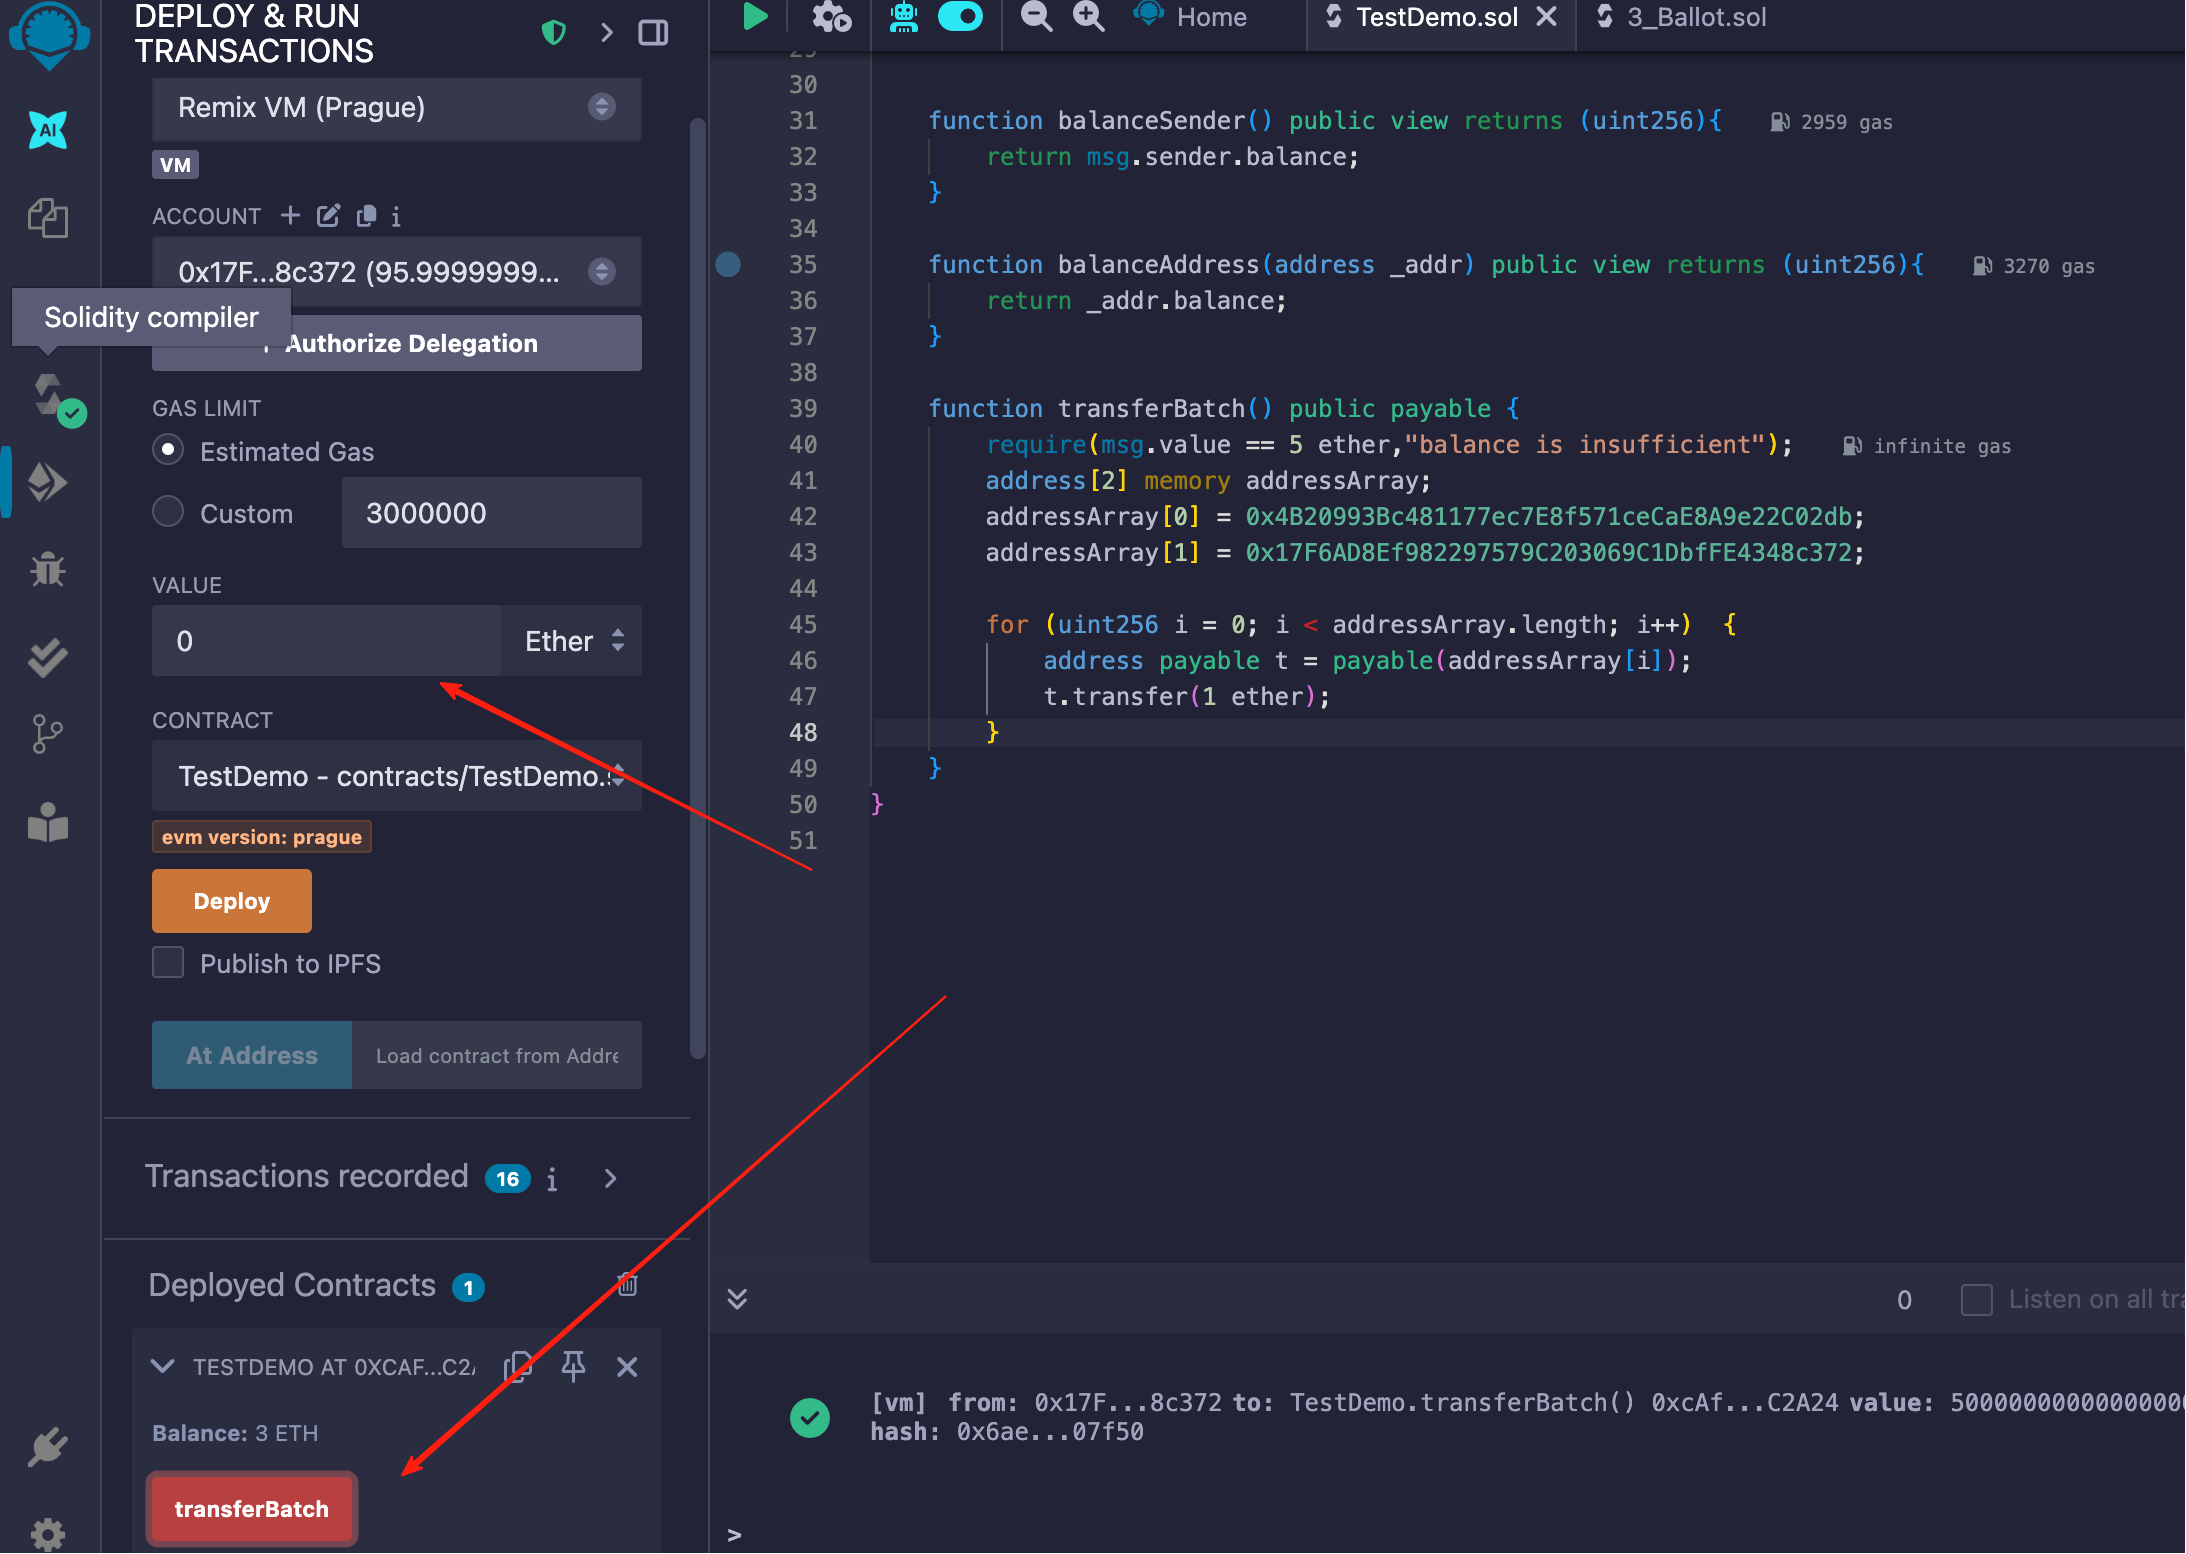 DEPLOY & RUN
TRANSACTIONS
Remix VM (Prague)
VM
ACCOUNT
0x17F...8c372 (95.9999999...
Solidity compiler
Authorize Delegation
GAS LIMIT
Estimated Gas
Custom
3000000
VALUE
0
Ether
CONTRACT
TestDemo - contracts/TestDemo.s
evm version: prague
Deploy
Publish to IPFS
At Address
Load contract from Addre
Transactions recorded 16 i
Deployed Contracts 1
TESTDEMO AT 0XCAF...C2A
Balance: 3 ETH
transferBatch
AI
Home
TestDemo.sol
3_Ballot.sol
29
30
31 function balanceSender() public view returns (uint256){ 2959 gas
32 return msg.sender.balance;
33 }
34
35 function balanceAddress(address _addr) public view returns (uint256){ 3270 gas
36 return _addr.balance;
37 }
38
39 function transferBatch() public payable {
40 require(msg.value == 5 ether,"balance is insufficient"); infinite gas
41 address[2] memory addressArray;
42 addressArray[0] = 0x4B20993Bc481177ec7E8f571ceCaE8A9e22C02db;
43 addressArray[1] = 0x17F6AD8Ef982297579C203069C1DbfFE4348c372;
44
45 for (uint256 i = 0; i < addressArray.length; i++) {
46 address payable t = payable(addressArray[i]);
47 t.transfer(1 ether);
48 }
49 }
50 }
51
0
Listen on all tra
[vm] from: 0x17F...8c372 to: TestDemo.transferBatch() 0xcAf...C2A24 value: 5000000000000000
hash: 0x6ae...07f50
>